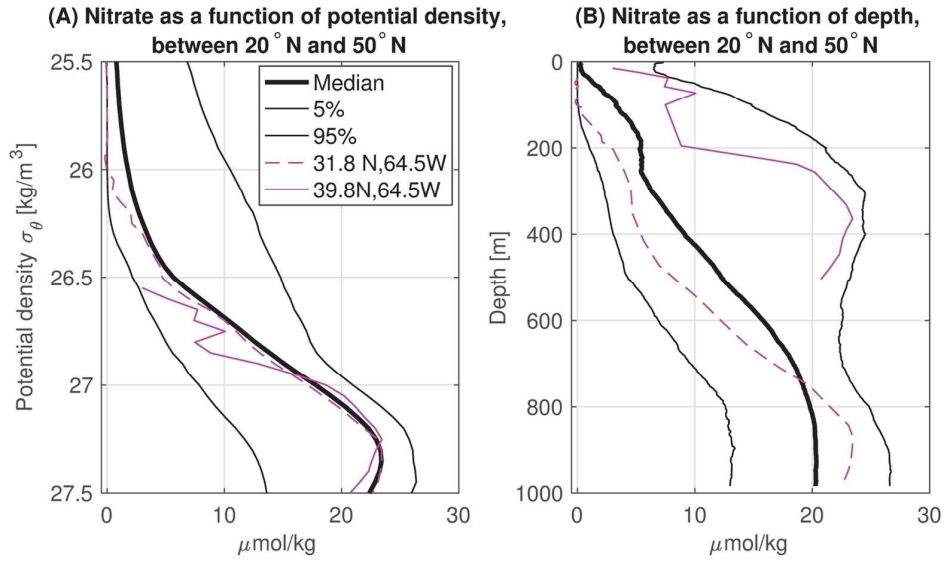 (A) Nitrate as a function of potential density,
between 20°N and 50°N
25.5
26
26.5
27
27.5
Potential density σθ [kg/m³]
0
10
20
30
μmol/kg
Median
5%
95%
31.8 N,64.5W
39.8N,64.5W
(B) Nitrate as a function of depth,
between 20°N and 50°N
0
200
400
600
800
1000
Depth [m]
0
10
20
30
μmol/kg